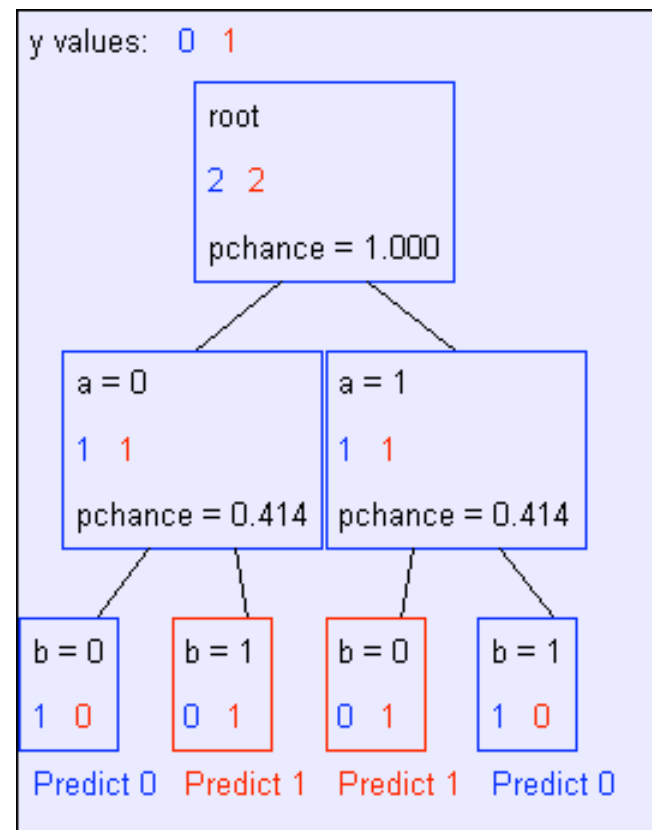 y values: 0 1
root
2 2
pchance = 1.000
a = 0
1 1
pchance = 0.414
a = 1
1 1
pchance = 0.414
b = 0
1 0
Predict 0
b = 1
0 1
Predict 1
b = 0
0 1
Predict 1
b = 1
1 0
Predict 0